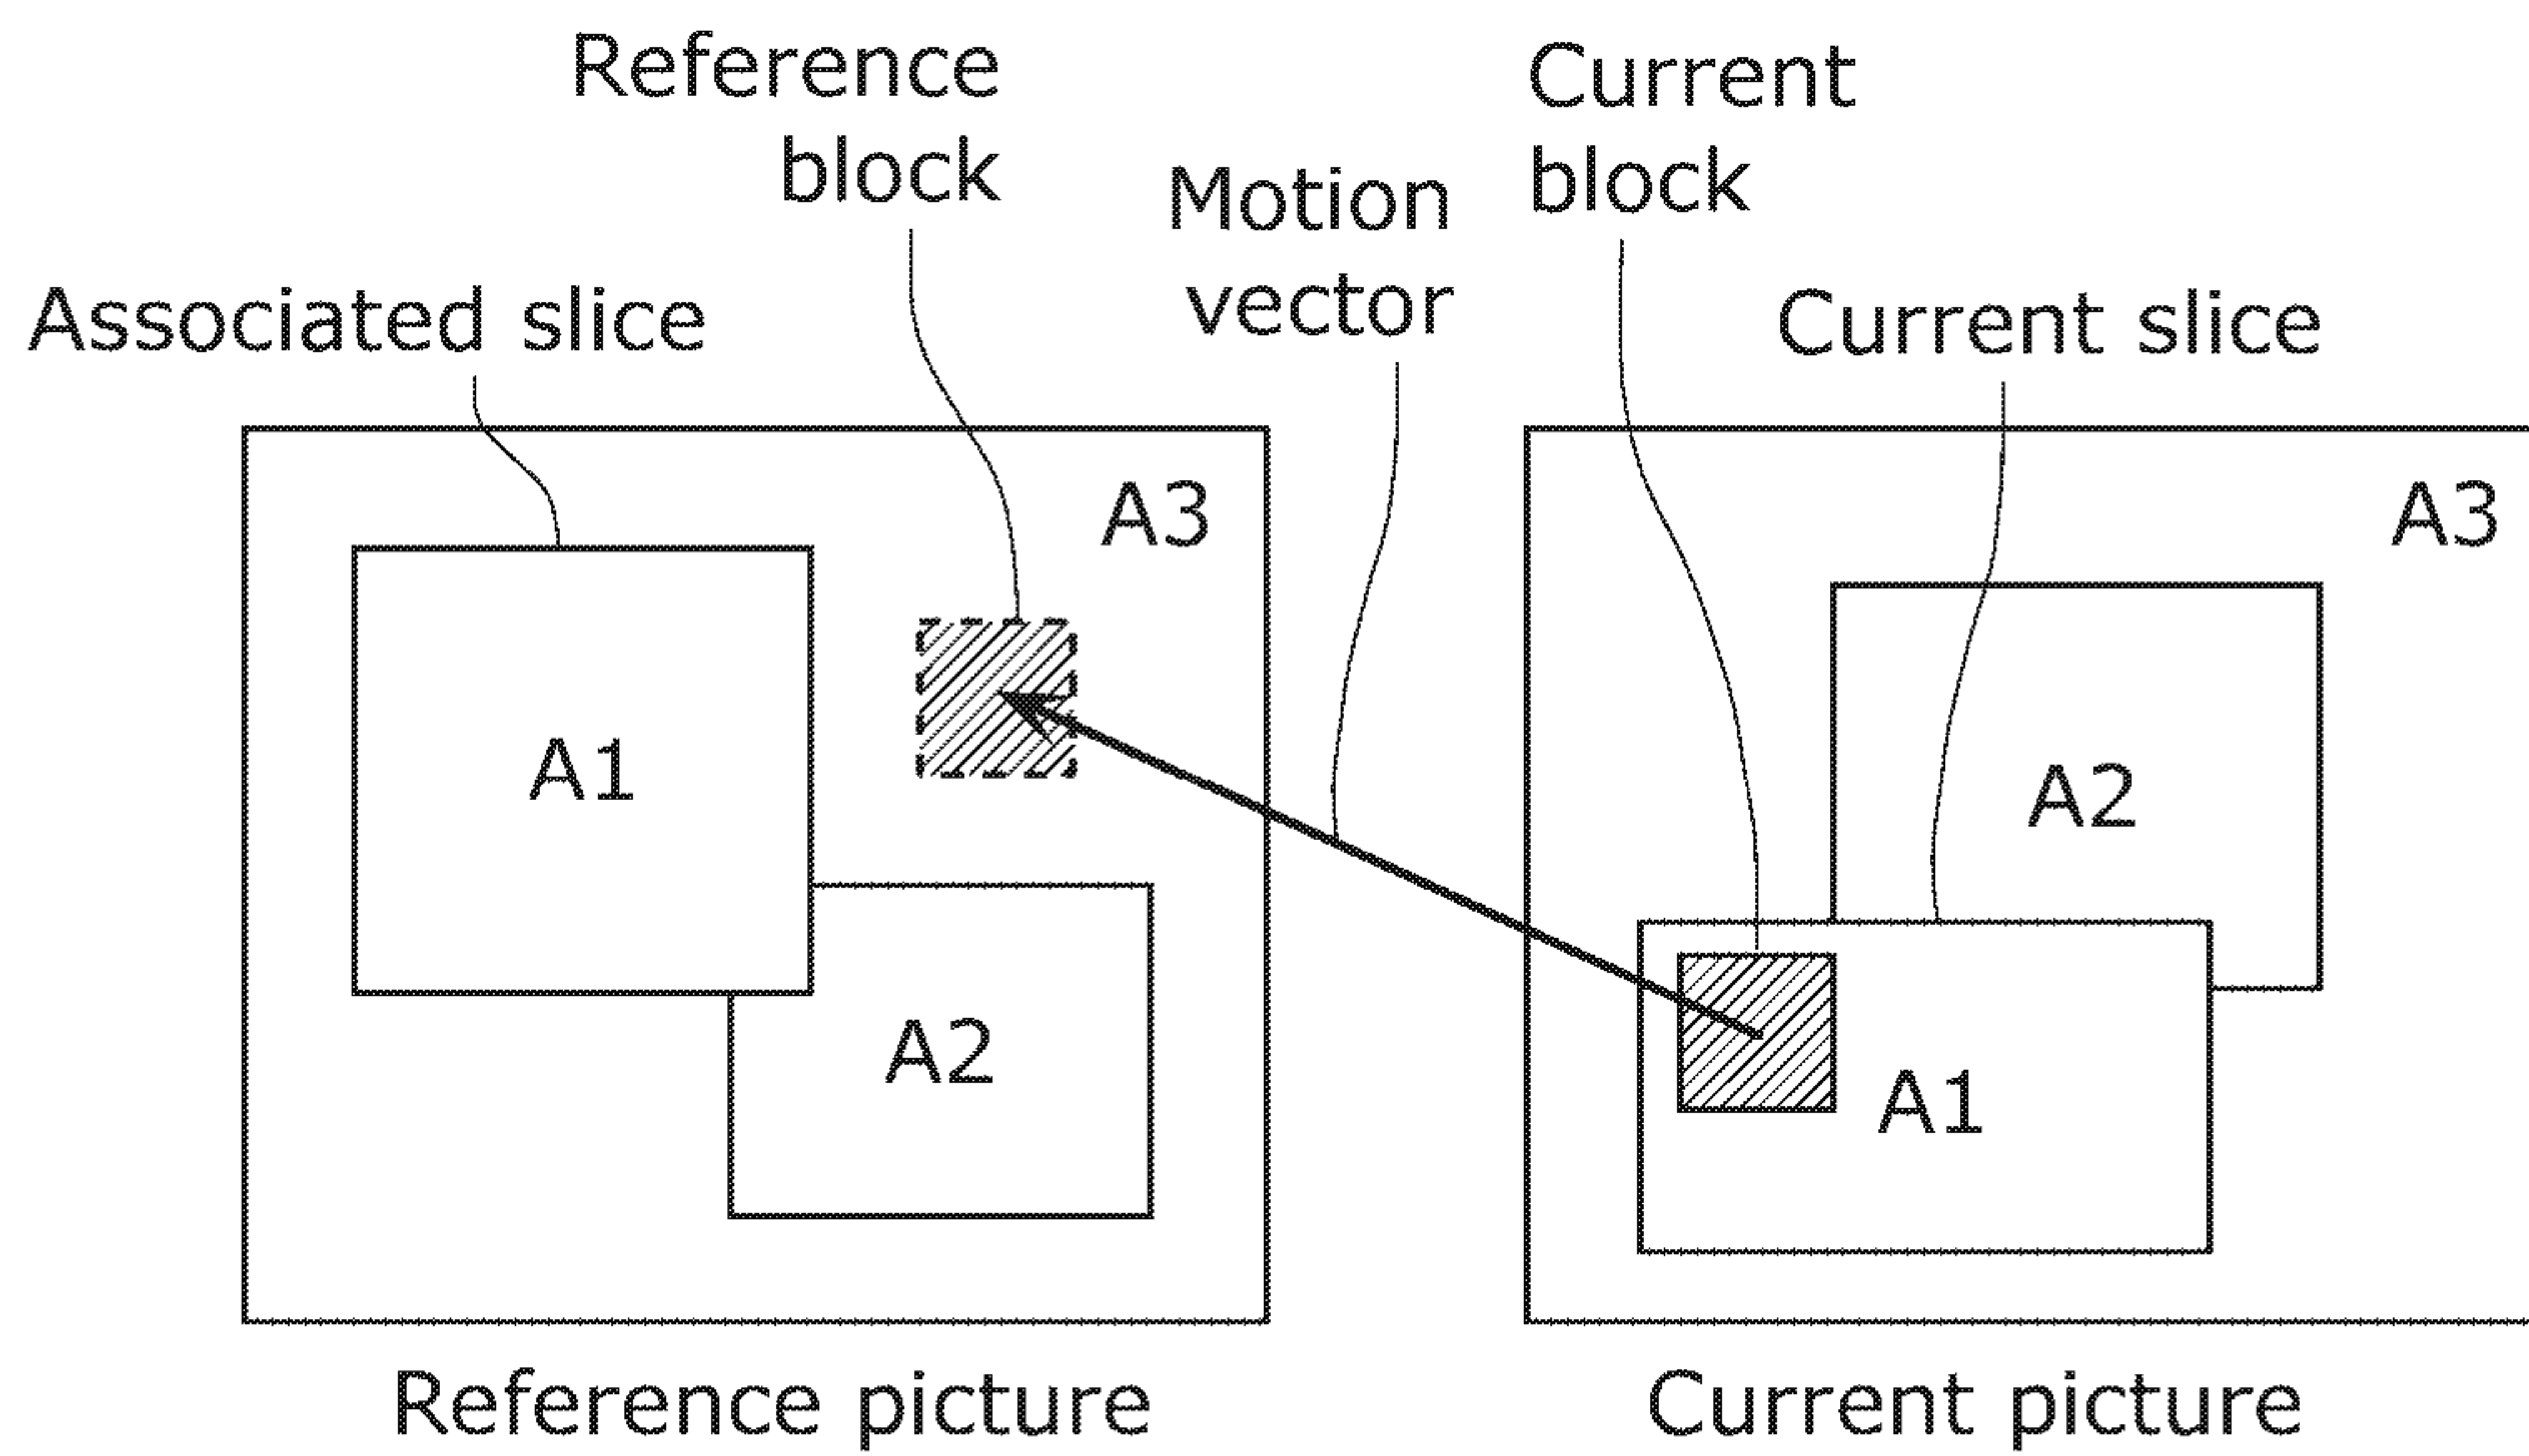 Reference
block
Current
block
Motion
vector
Associated slice
Current slice
A3
A1
A2
A3
A2
A1
Reference picture
Current picture